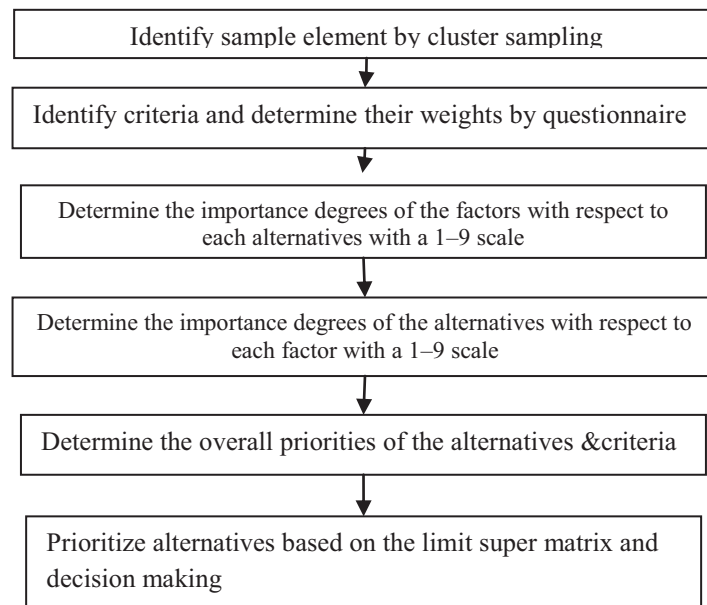 Identify sample element by cluster sampling
Identify criteria and determine their weights by questionnaire
Determine the importance degrees of the factors with respect to
each alternatives with a 1–9 scale
Determine the importance degrees of the alternatives with respect to
each factor with a 1–9 scale
Determine the overall priorities of the alternatives &criteria
Prioritize alternatives based on the limit super matrix and
decision making